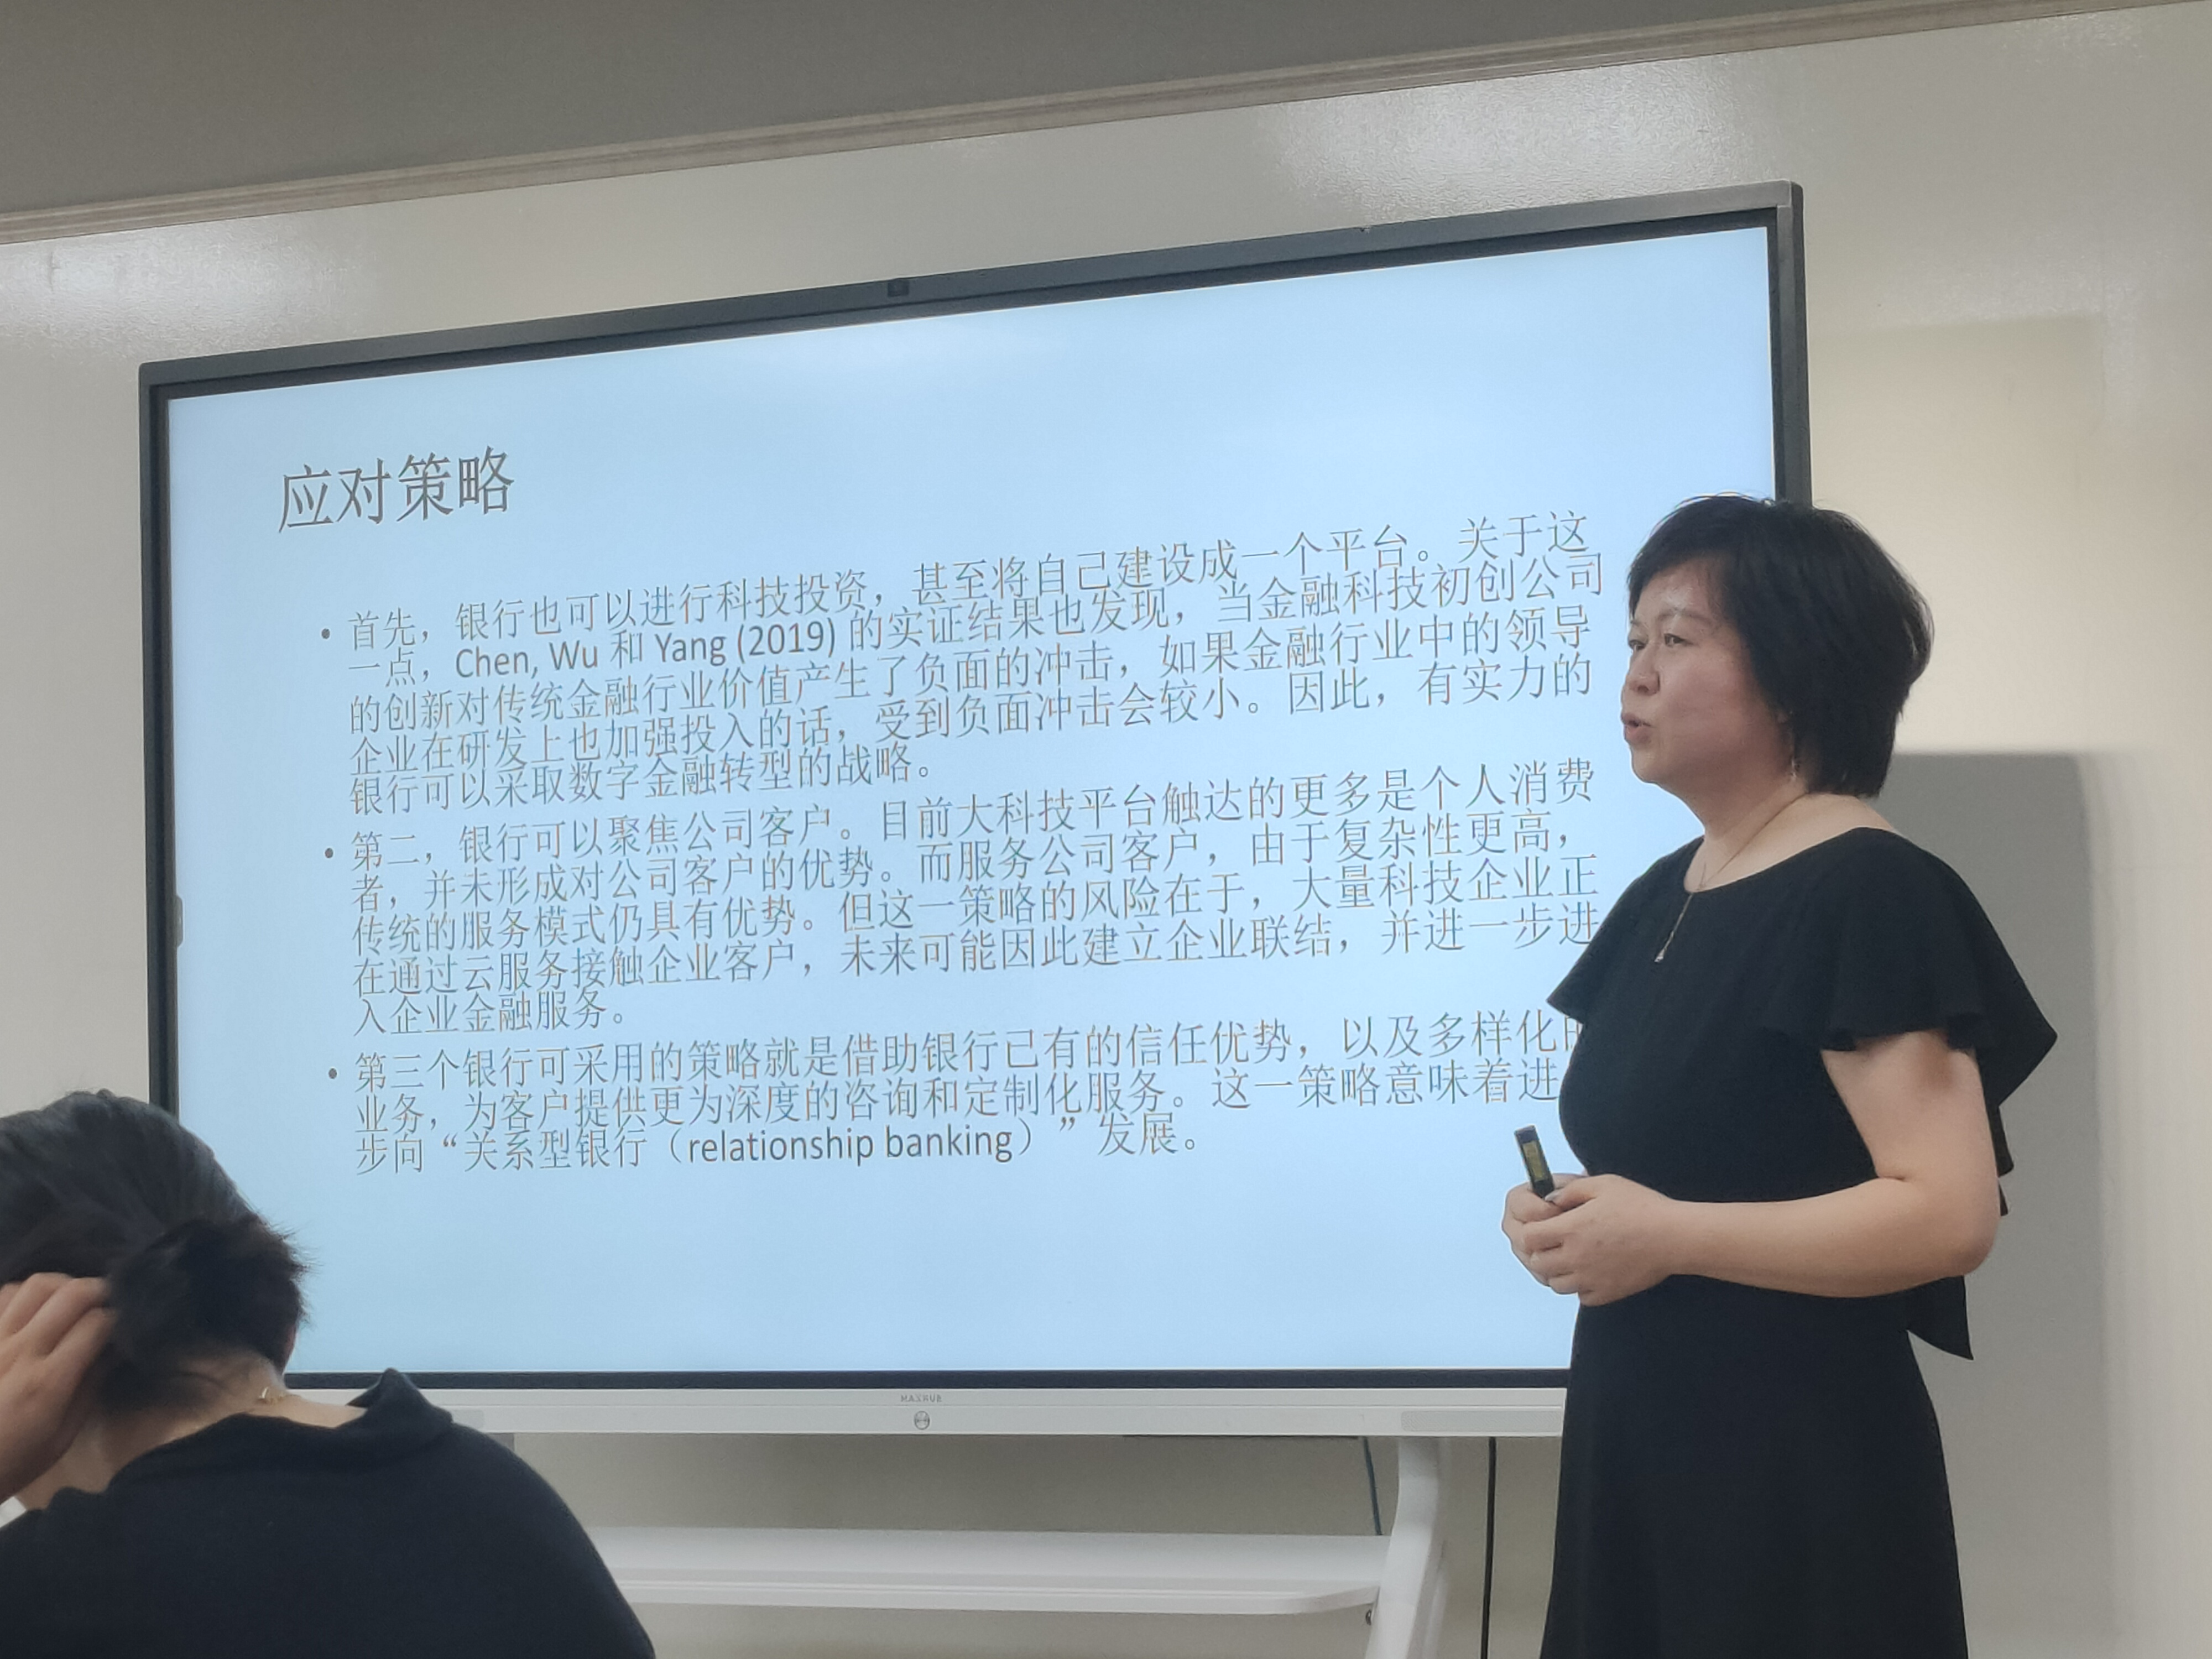 应对策略
• 首先，银行也可以进行科技投资，甚至将自己建设成一个平台。关于这
一点，Chen, Wu 和 Yang (2019) 的实证结果也发现，当金融科技初创公司
的创新对传统金融行业价值产生了负面的冲击，如果金融行业中的领导
企业在研发上也加强投入的话，受到负面冲击会较小。因此，有实力的
银行可以采取数字金融转型的战略。
• 第二，银行可以聚焦公司客户。目前大科技平台触达的更多是个人消费
者，并未形成对公司客户的优势。而服务公司客户，由于复杂性更高，
传统的服务模式仍具有优势。但这一策略的风险在于，大量科技企业正
在通过云服务接触企业客户，未来可能因此建立企业联结，并进一步进
入企业金融服务。
• 第三个银行可采用的策略就是借助银行已有的信任优势，以及多样化
业务，为客户提供更为深度的咨询和定制化服务。这一策略意味着进
步向“关系型银行（relationship banking）”发展。
MAXHUB